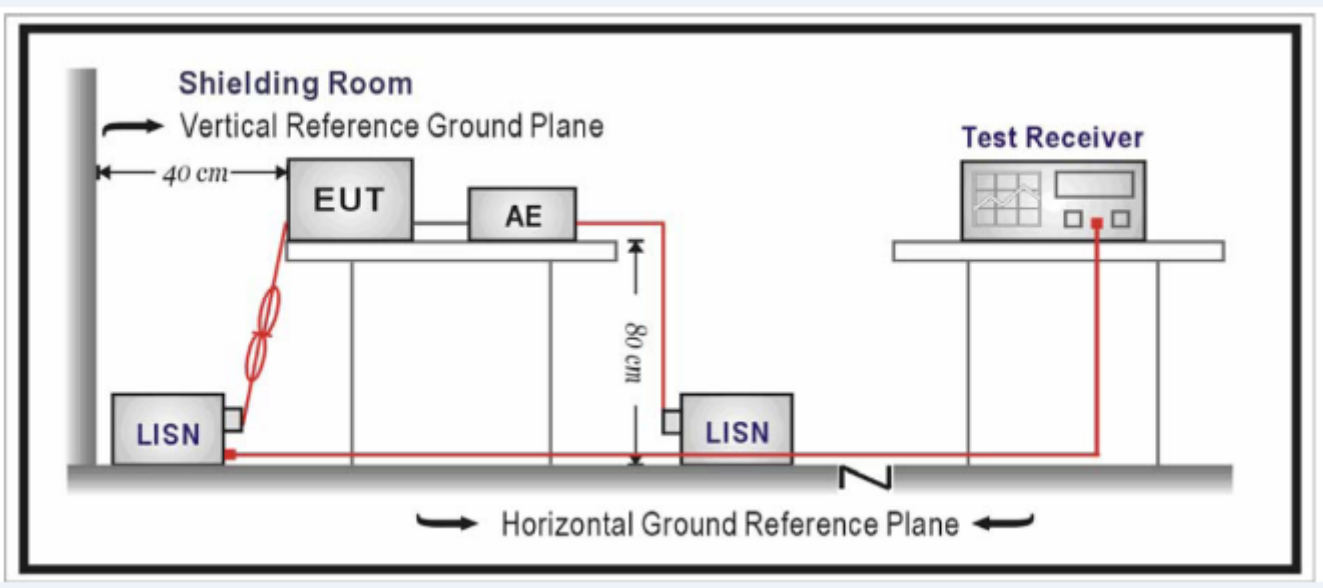 Shielding Room
Vertical Reference Ground Plane
Test Receiver
40 cm
EUT
AE
80 cm
LISN
LISN
Horizontal Ground Reference Plane